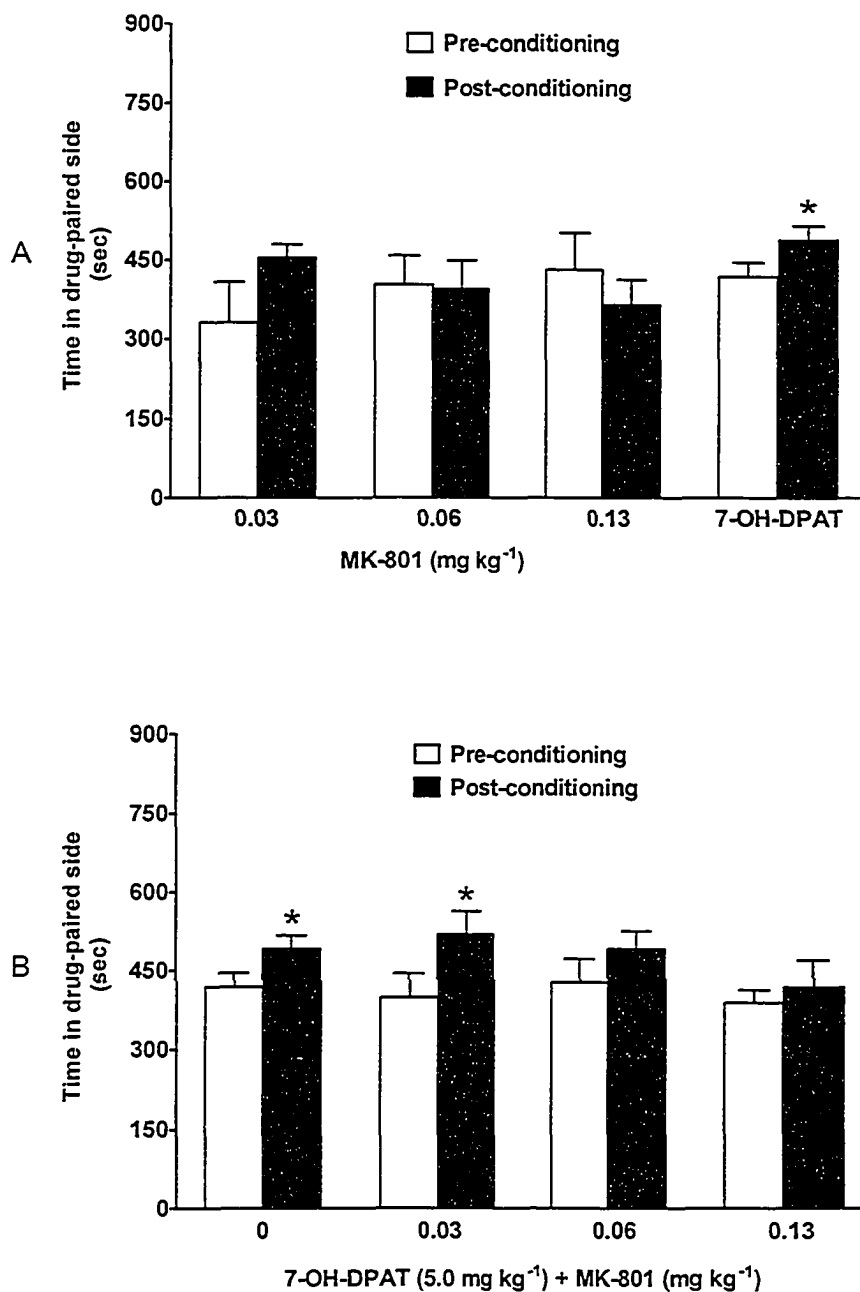 900
Pre-conditioning
Post-conditioning
750
600
A
Time in drug-paired side
(sec)
*
450
300
150
0
0.03 0.06 0.13 7-OH-DPAT
MK-801 (mg kg⁻¹)
900
Pre-conditioning
Post-conditioning
750
600
B
Time in drug-paired side
(sec)
* *
450
300
150
0
0 0.03 0.06 0.13
7-OH-DPAT (5.0 mg kg⁻¹) + MK-801 (mg kg⁻¹)